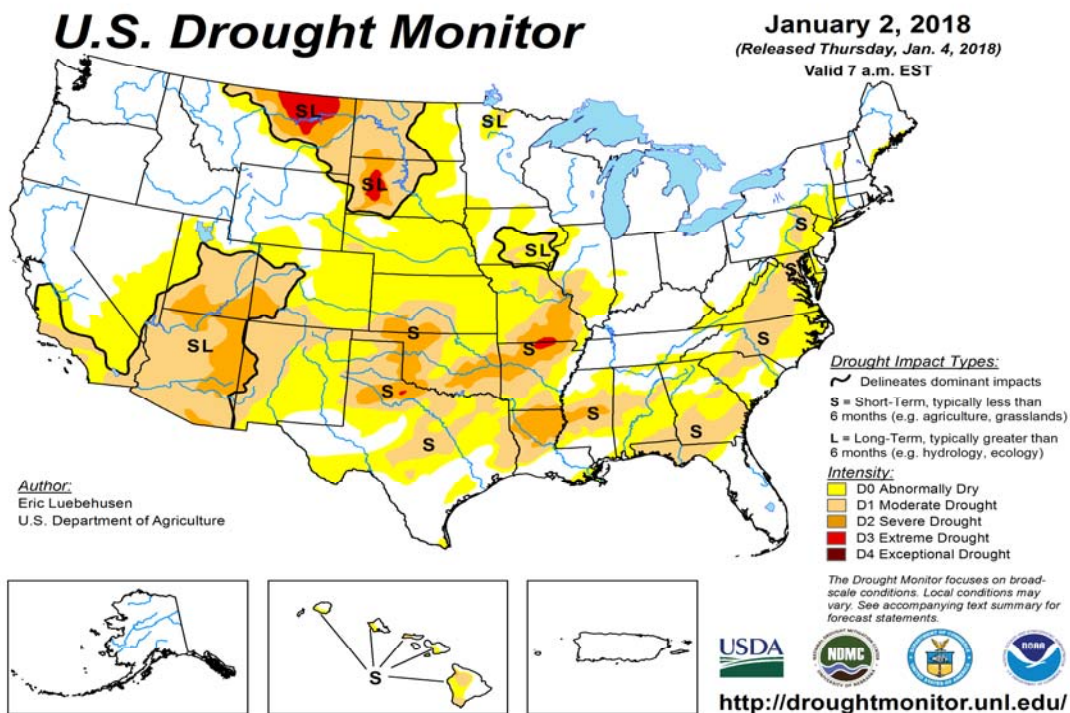 U.S. Drought Monitor
January 2, 2018
(Released Thursday, Jan. 4, 2018)
Valid 7 a.m. EST
SL
SL
SL
SL
S
S
SL
SL
S
S
S
S
S
S
S
Drought Impact Types:
Delineates dominant impacts
S = Short-Term, typically less than
6 months (e.g. agriculture, grasslands)
L = Long-Term, typically greater than
6 months (e.g. hydrology, ecology)
Intensity:
D0 Abnormally Dry
D1 Moderate Drought
D2 Severe Drought
D3 Extreme Drought
D4 Exceptional Drought
Author:
Eric Luebehusen
U.S. Department of Agriculture
S
The Drought Monitor focuses on broad-
scale conditions. Local conditions may
vary. See accompanying text summary for
forecast statements.
USDA
NDMC
NOAA
http://droughtmonitor.unl.edu/